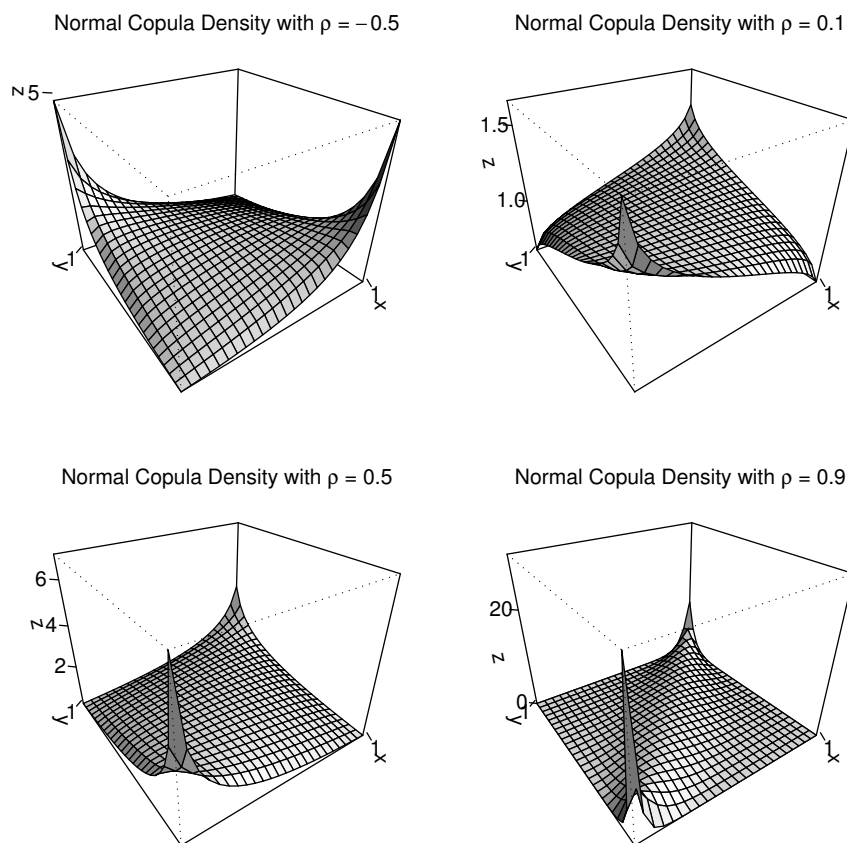 Normal Copula Density with ρ = −0.5
Normal Copula Density with ρ = 0.1
z 5
y 1
1 x
1.5
z
1.0
y 1
1 x
Normal Copula Density with ρ = 0.5
Normal Copula Density with ρ = 0.9
6
z 4
2
y 1
1 x
20
z
0
y 1
1 x